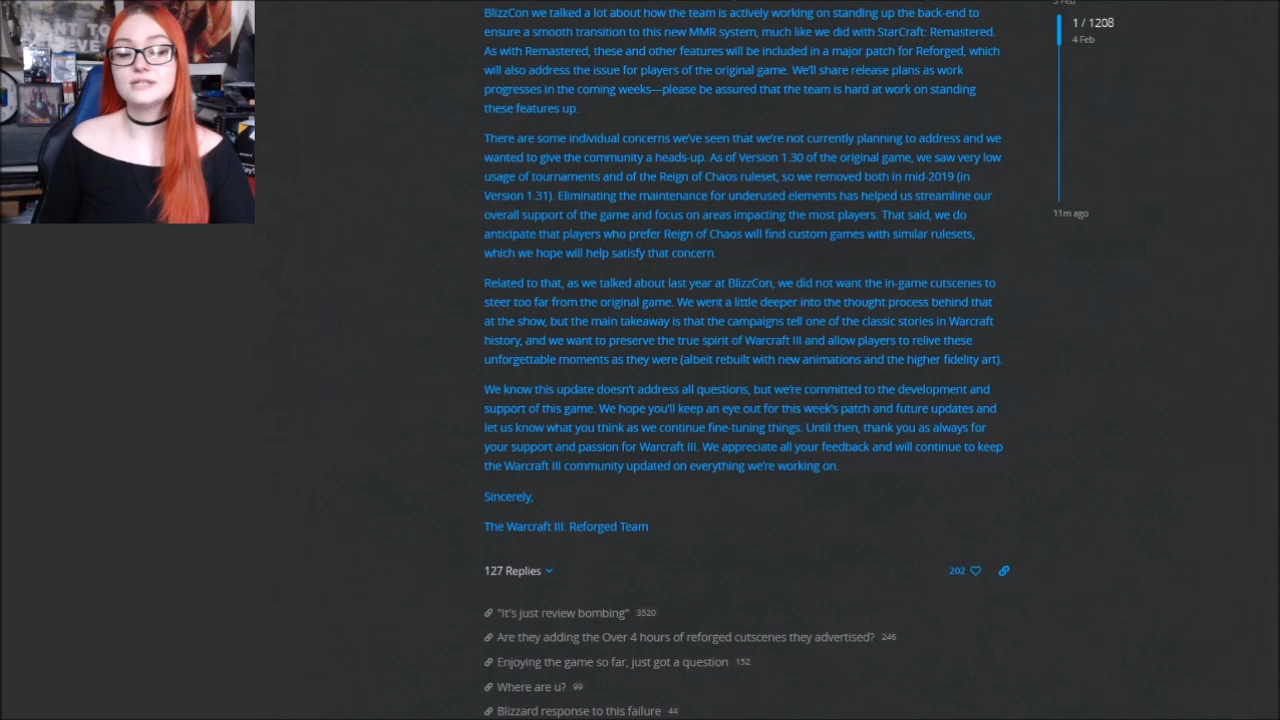 WANT TO
BELIEVE
5 Feb
1 / 1208
4 Feb
11m ago
BlizzCon we talked a lot about how the team is actively working on standing up the back-end to
ensure a smooth transition to this new MMR system, much like we did with StarCraft: Remastered.
As with Remastered, these and other features will be included in a major patch for Reforged, which
will also address the issue for players of the original game. We'll share release plans as work
progresses in the coming weeks—please be assured that the team is hard at work on standing
these features up.
There are some individual concerns we've seen that we're not currently planning to address and we
wanted to give the community a heads-up. As of Version 1.30 of the original game, we saw very low
usage of tournaments and of the Reign of Chaos ruleset, so we removed both in mid-2019 (in
Version 1.31). Eliminating the maintenance for underused elements has helped us streamline our
overall support of the game and focus on areas impacting the most players. That said, we do
anticipate that players who prefer Reign of Chaos will find custom games with similar rulesets,
which we hope will help satisfy that concern.
Related to that, as we talked about last year at BlizzCon, we did not want the in-game cutscenes to
steer too far from the original game. We went a little deeper into the thought process behind that
at the show, but the main takeaway is that the campaigns tell one of the classic stories in Warcraft
history, and we want to preserve the true spirit of Warcraft III and allow players to relive these
unforgettable moments as they were (albeit rebuilt with new animations and the higher fidelity art).
We know this update doesn't address all questions, but we're committed to the development and
support of this game. We hope you'll keep an eye out for this week's patch and future updates and
let us know what you think as we continue fine-tuning things. Until then, thank you as always for
your support and passion for Warcraft III. We appreciate all your feedback and will continue to keep
the Warcraft III community updated on everything we're working on.
Sincerely,
The Warcraft III: Reforged Team
127 Replies
202
"It's just review bombing" 3520
Are they adding the Over 4 hours of reforged cutscenes they advertised? 246
Enjoying the game so far, just got a question 152
Where are u? 99
Blizzard response to this failure 44